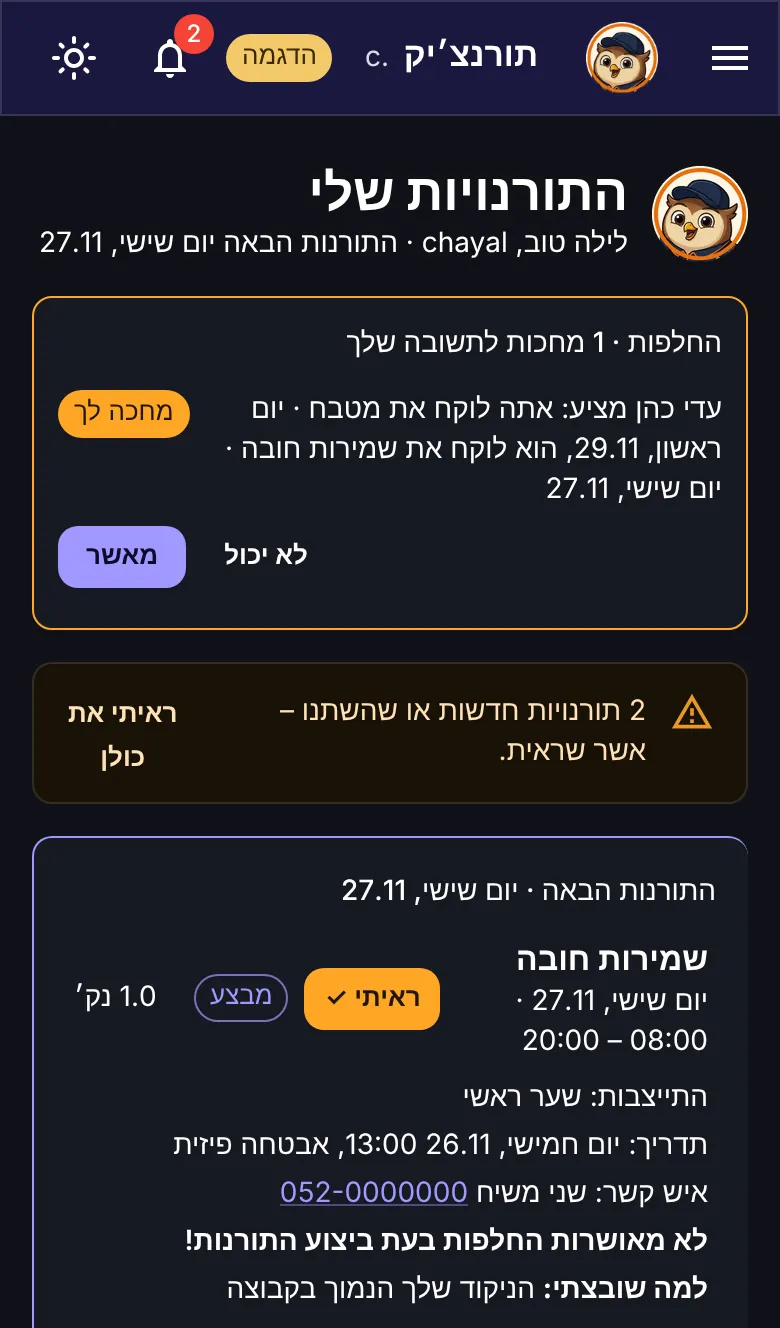 תורנצ׳יק
c.
הדגמה
2
התורנויות שלי
לילה טוב, chayal · התורנות הבאה יום שישי, 27.11
החלפות · 1 מחכות לתשובה שלך
עדי כהן מציע: אתה לוקח את מטבח · יום
ראשון, 29.11, הוא לוקח את שמירות חובה ·
יום שישי, 27.11
מחכה לך
לא יכול
מאשר
2 תורנויות חדשות או שהשתנו –
אשר שראית.
ראיתי את
כולן
התורנות הבאה · יום שישי, 27.11
שמירות חובה
יום שישי, 27.11 ·
08:00 – 20:00
ראיתי ✓
מבצע
1.0 נק׳
התייצבות: שער ראשי
תדריך: יום חמישי, 26.11 13:00, אבטחה פיזית
איש קשר: שני משיח 052-0000000
לא מאושרות החלפות בעת ביצוע התורנות!
למה שובצתי: הניקוד שלך הנמוך בקבוצה